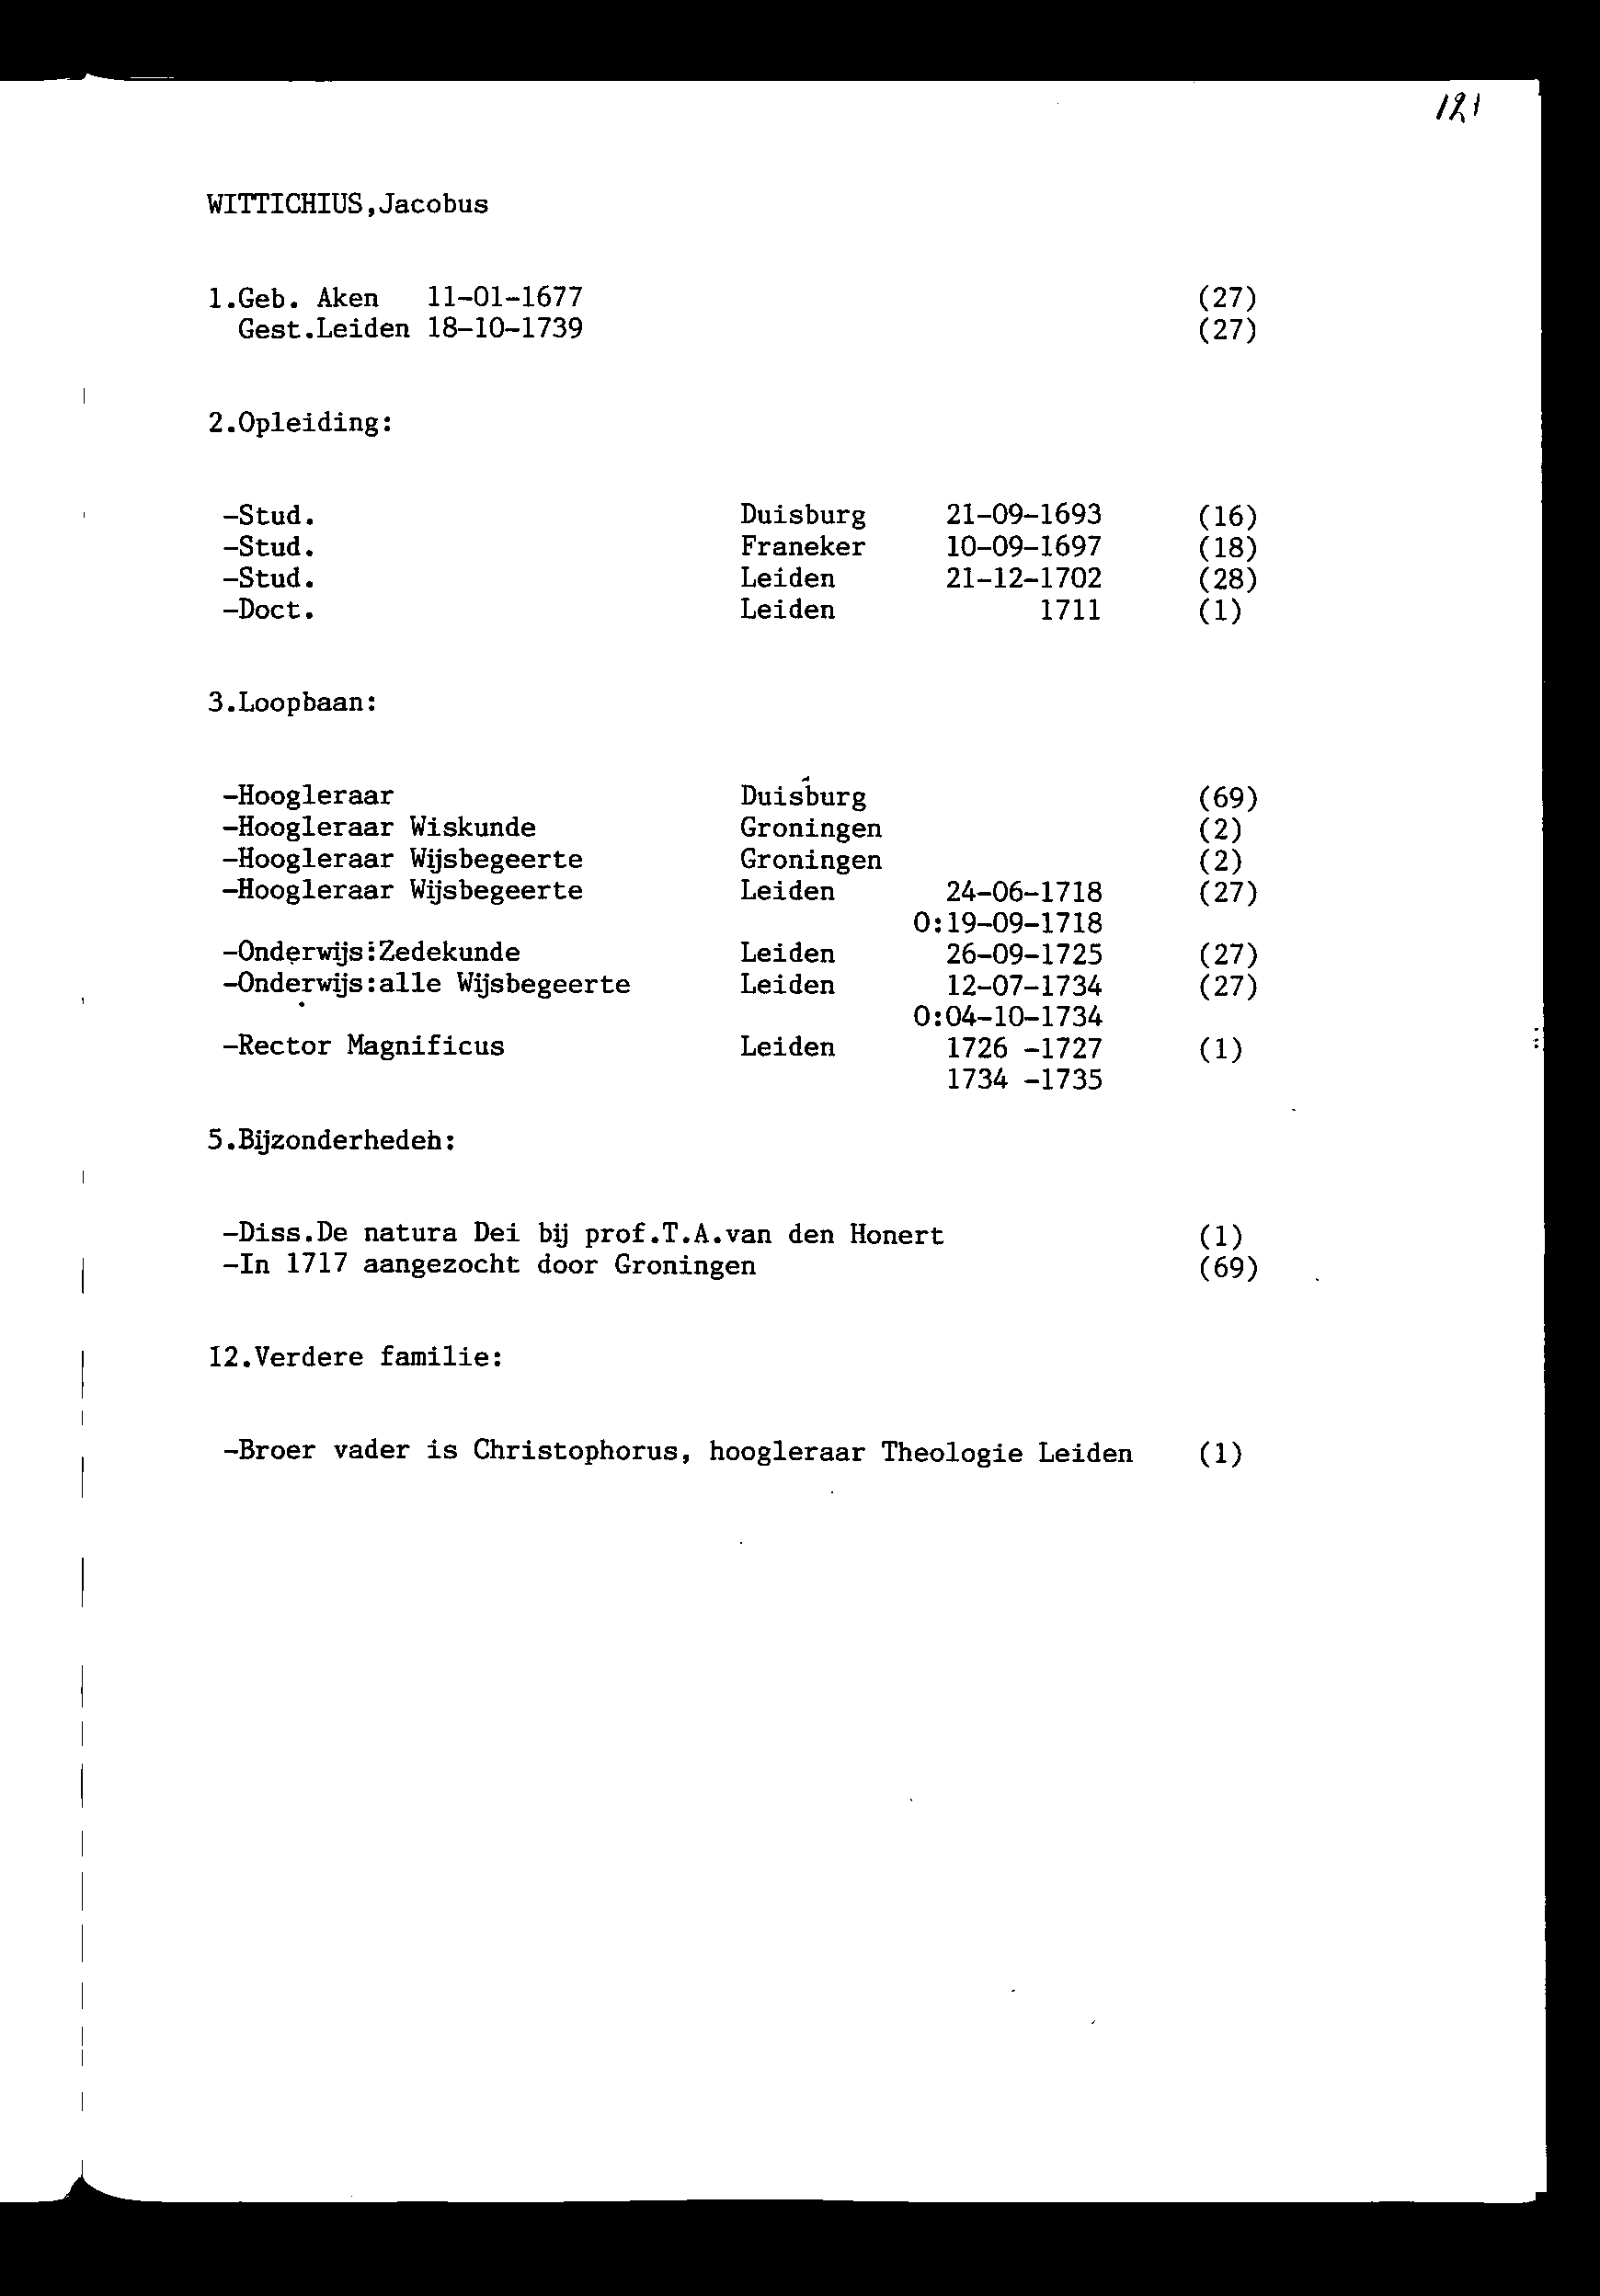 WITTICHIUS,Jacobus
1.Geb. Aken 11-01-1677 (27)
Gest.Leiden 18-10-1739 (27)
2.Opleiding:
-Stud. Duisburg 21-09-1693 (16)
-Stud. Franeker 10-09-1697 (18)
-Stud. Leiden 21-12-1702 (28)
-Doct. Leiden 1711 (1)
3.Loopbaan:
-Hoogleraar Duisburg (69)
-Hoogleraar Wiskunde Groningen (2)
-Hoogleraar Wijsbegeerte Groningen (2)
-Hoogleraar Wijsbegeerte Leiden 24-06-1718 (27)
O:19-09-1718
-Onderwijs:Zedekunde Leiden 26-09-1725 (27)
-Onderwijs:alle Wijsbegeerte Leiden 12-07-1734 (27)
O:04-10-1734
-Rector Magnificus Leiden 1726 -1727 (1)
1734 -1735
5.Bijzonderheden:
-Diss.De natura Dei bij prof.T.A.van den Honert (1)
-In 1717 aangezocht door Groningen (69)
12.Verdere familie:
-Broer vader is Christophorus, hoogleraar Theologie Leiden (1)